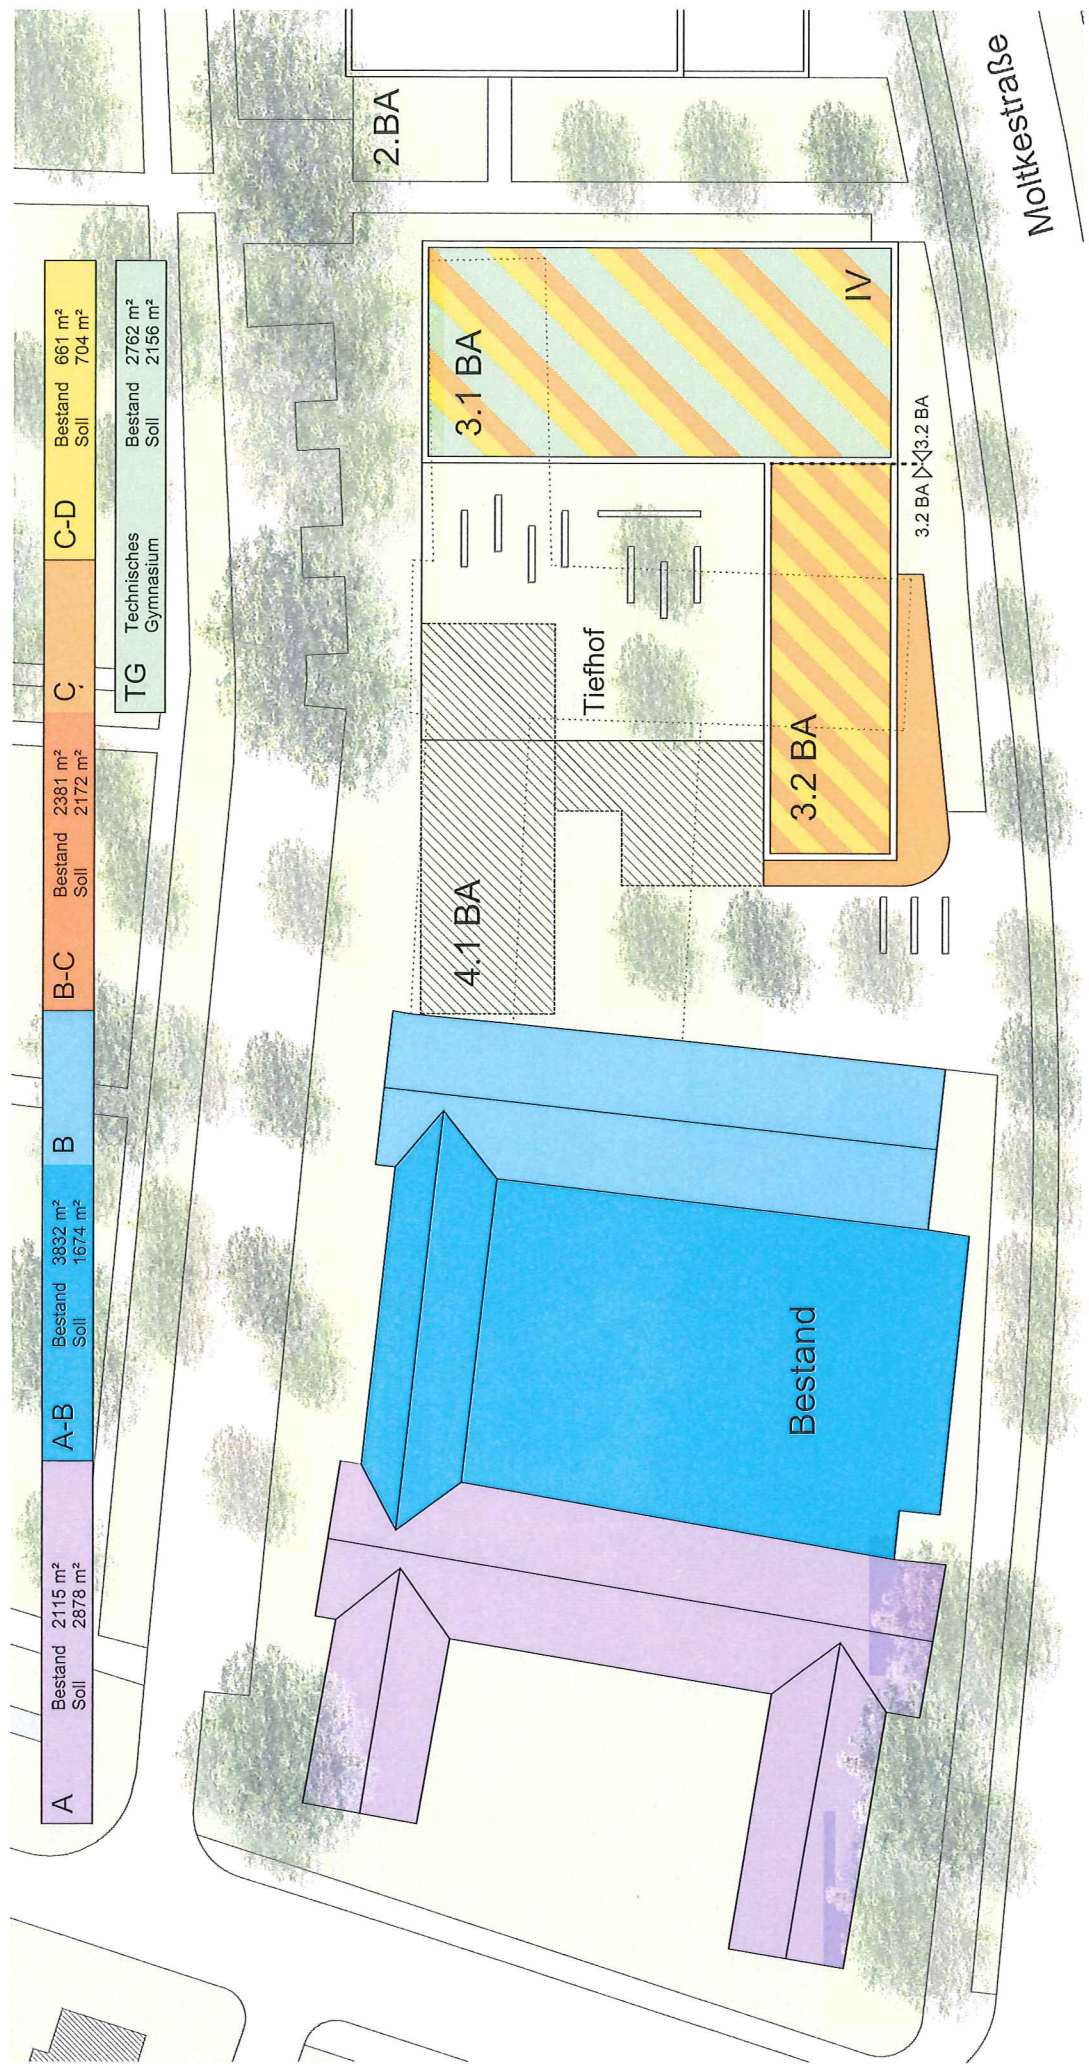 A
Bestand 2115 m²
Soll 2878 m²
A-B
Bestand 3832 m²
Soll 1674 m²
B
B-C
Bestand 2381 m²
Soll 2172 m²
C
C-D
Bestand 661 m²
Soll 704 m²
TG
Technisches
Gymnasium
Bestand 2762 m²
Soll 2156 m²
2.BA
4.1 BA
3.1 BA
Tiefhof
Bestand
3.2 BA
IV
3.2 BA
3.2 BA
Moltkestraße